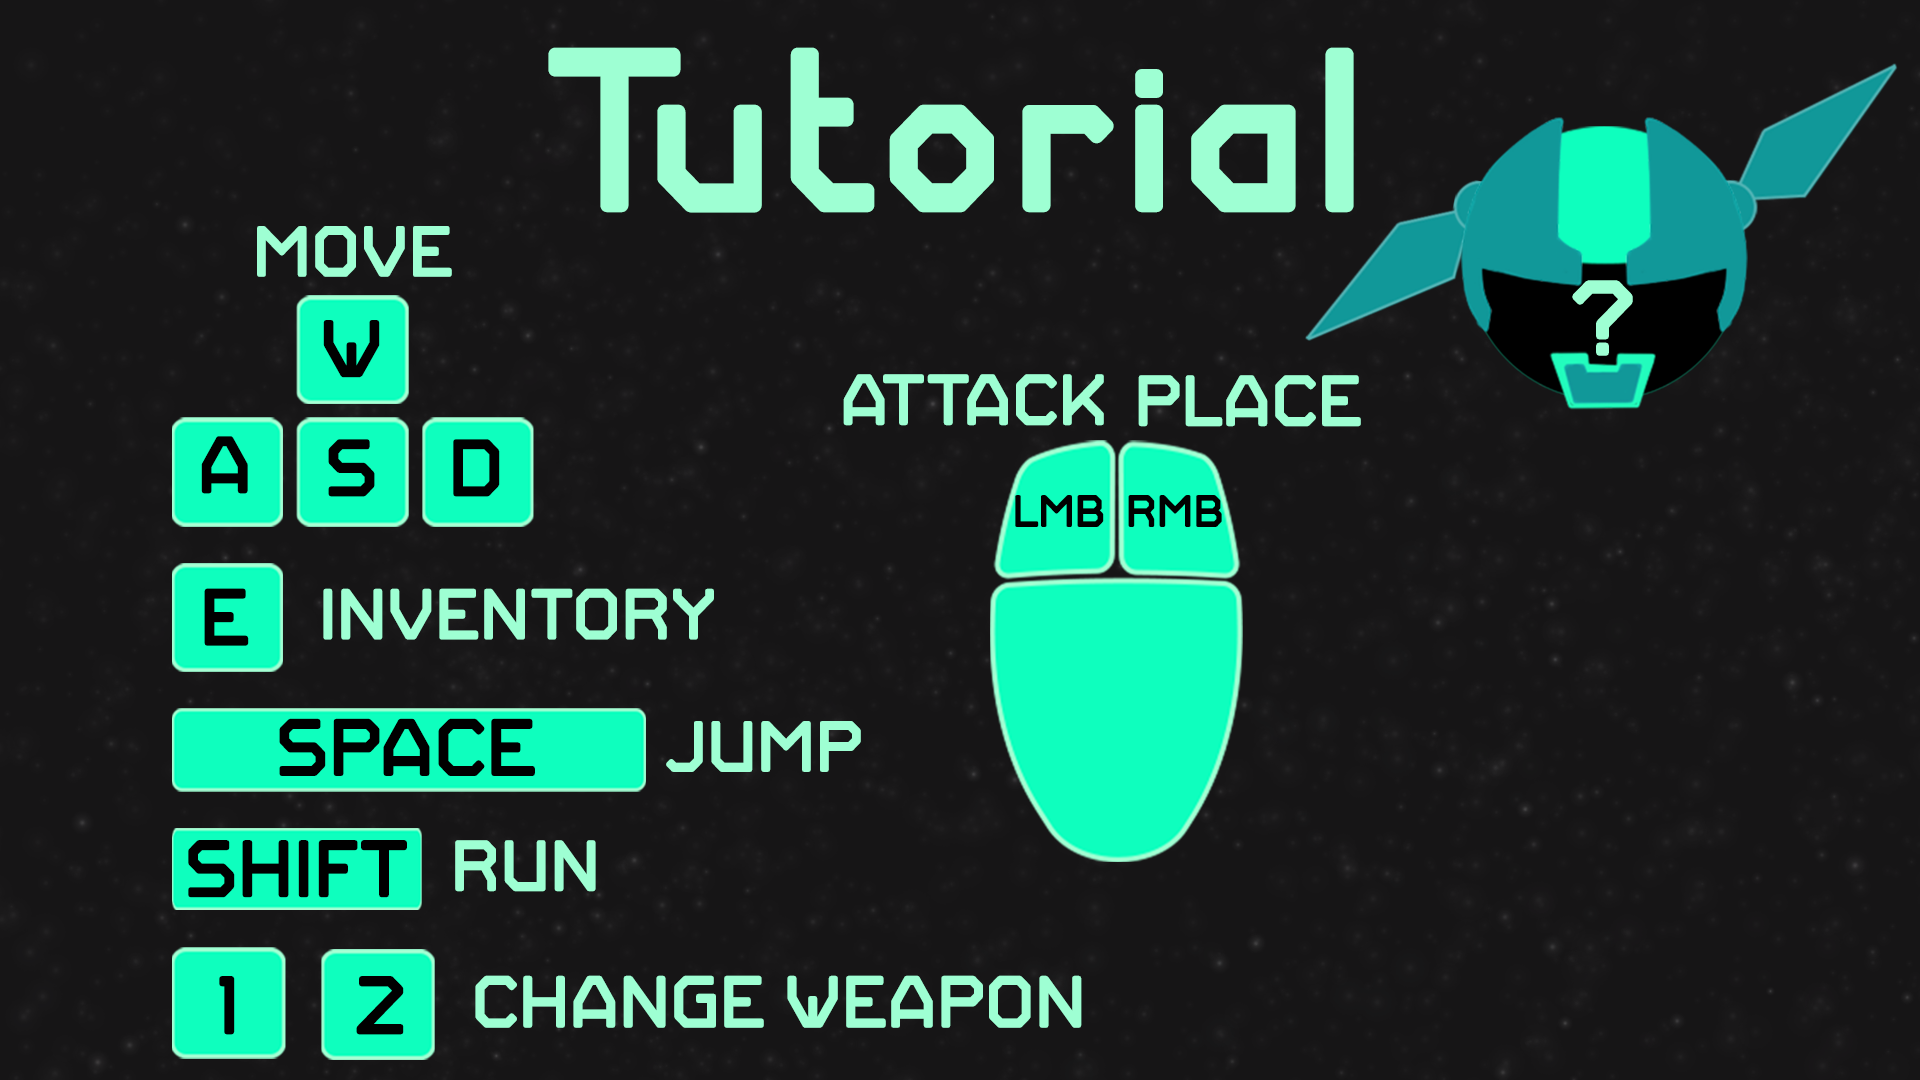 Tutorial
MOVE
W
A S D
E INVENTORY
SPACE JUMP
SHIFT RUN
1 2 CHANGE WEAPON
?
ATTACK PLACE
LMB RMB